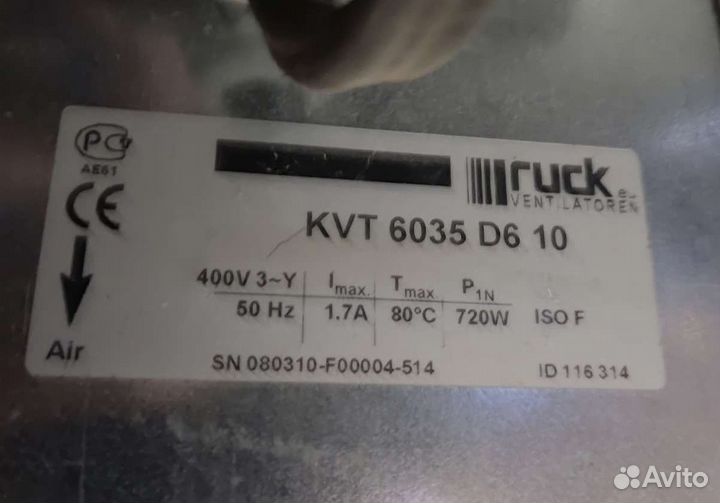 РС
AE61
CE
ruck
VENTILATOREN
KVT 6035 D6 10
400V 3~Y Imax. Tmax P1N
50 Hz 1.7A 80°C 720W ISO F
Air
SN 080310-F00004-514 ID 116 314
Avito